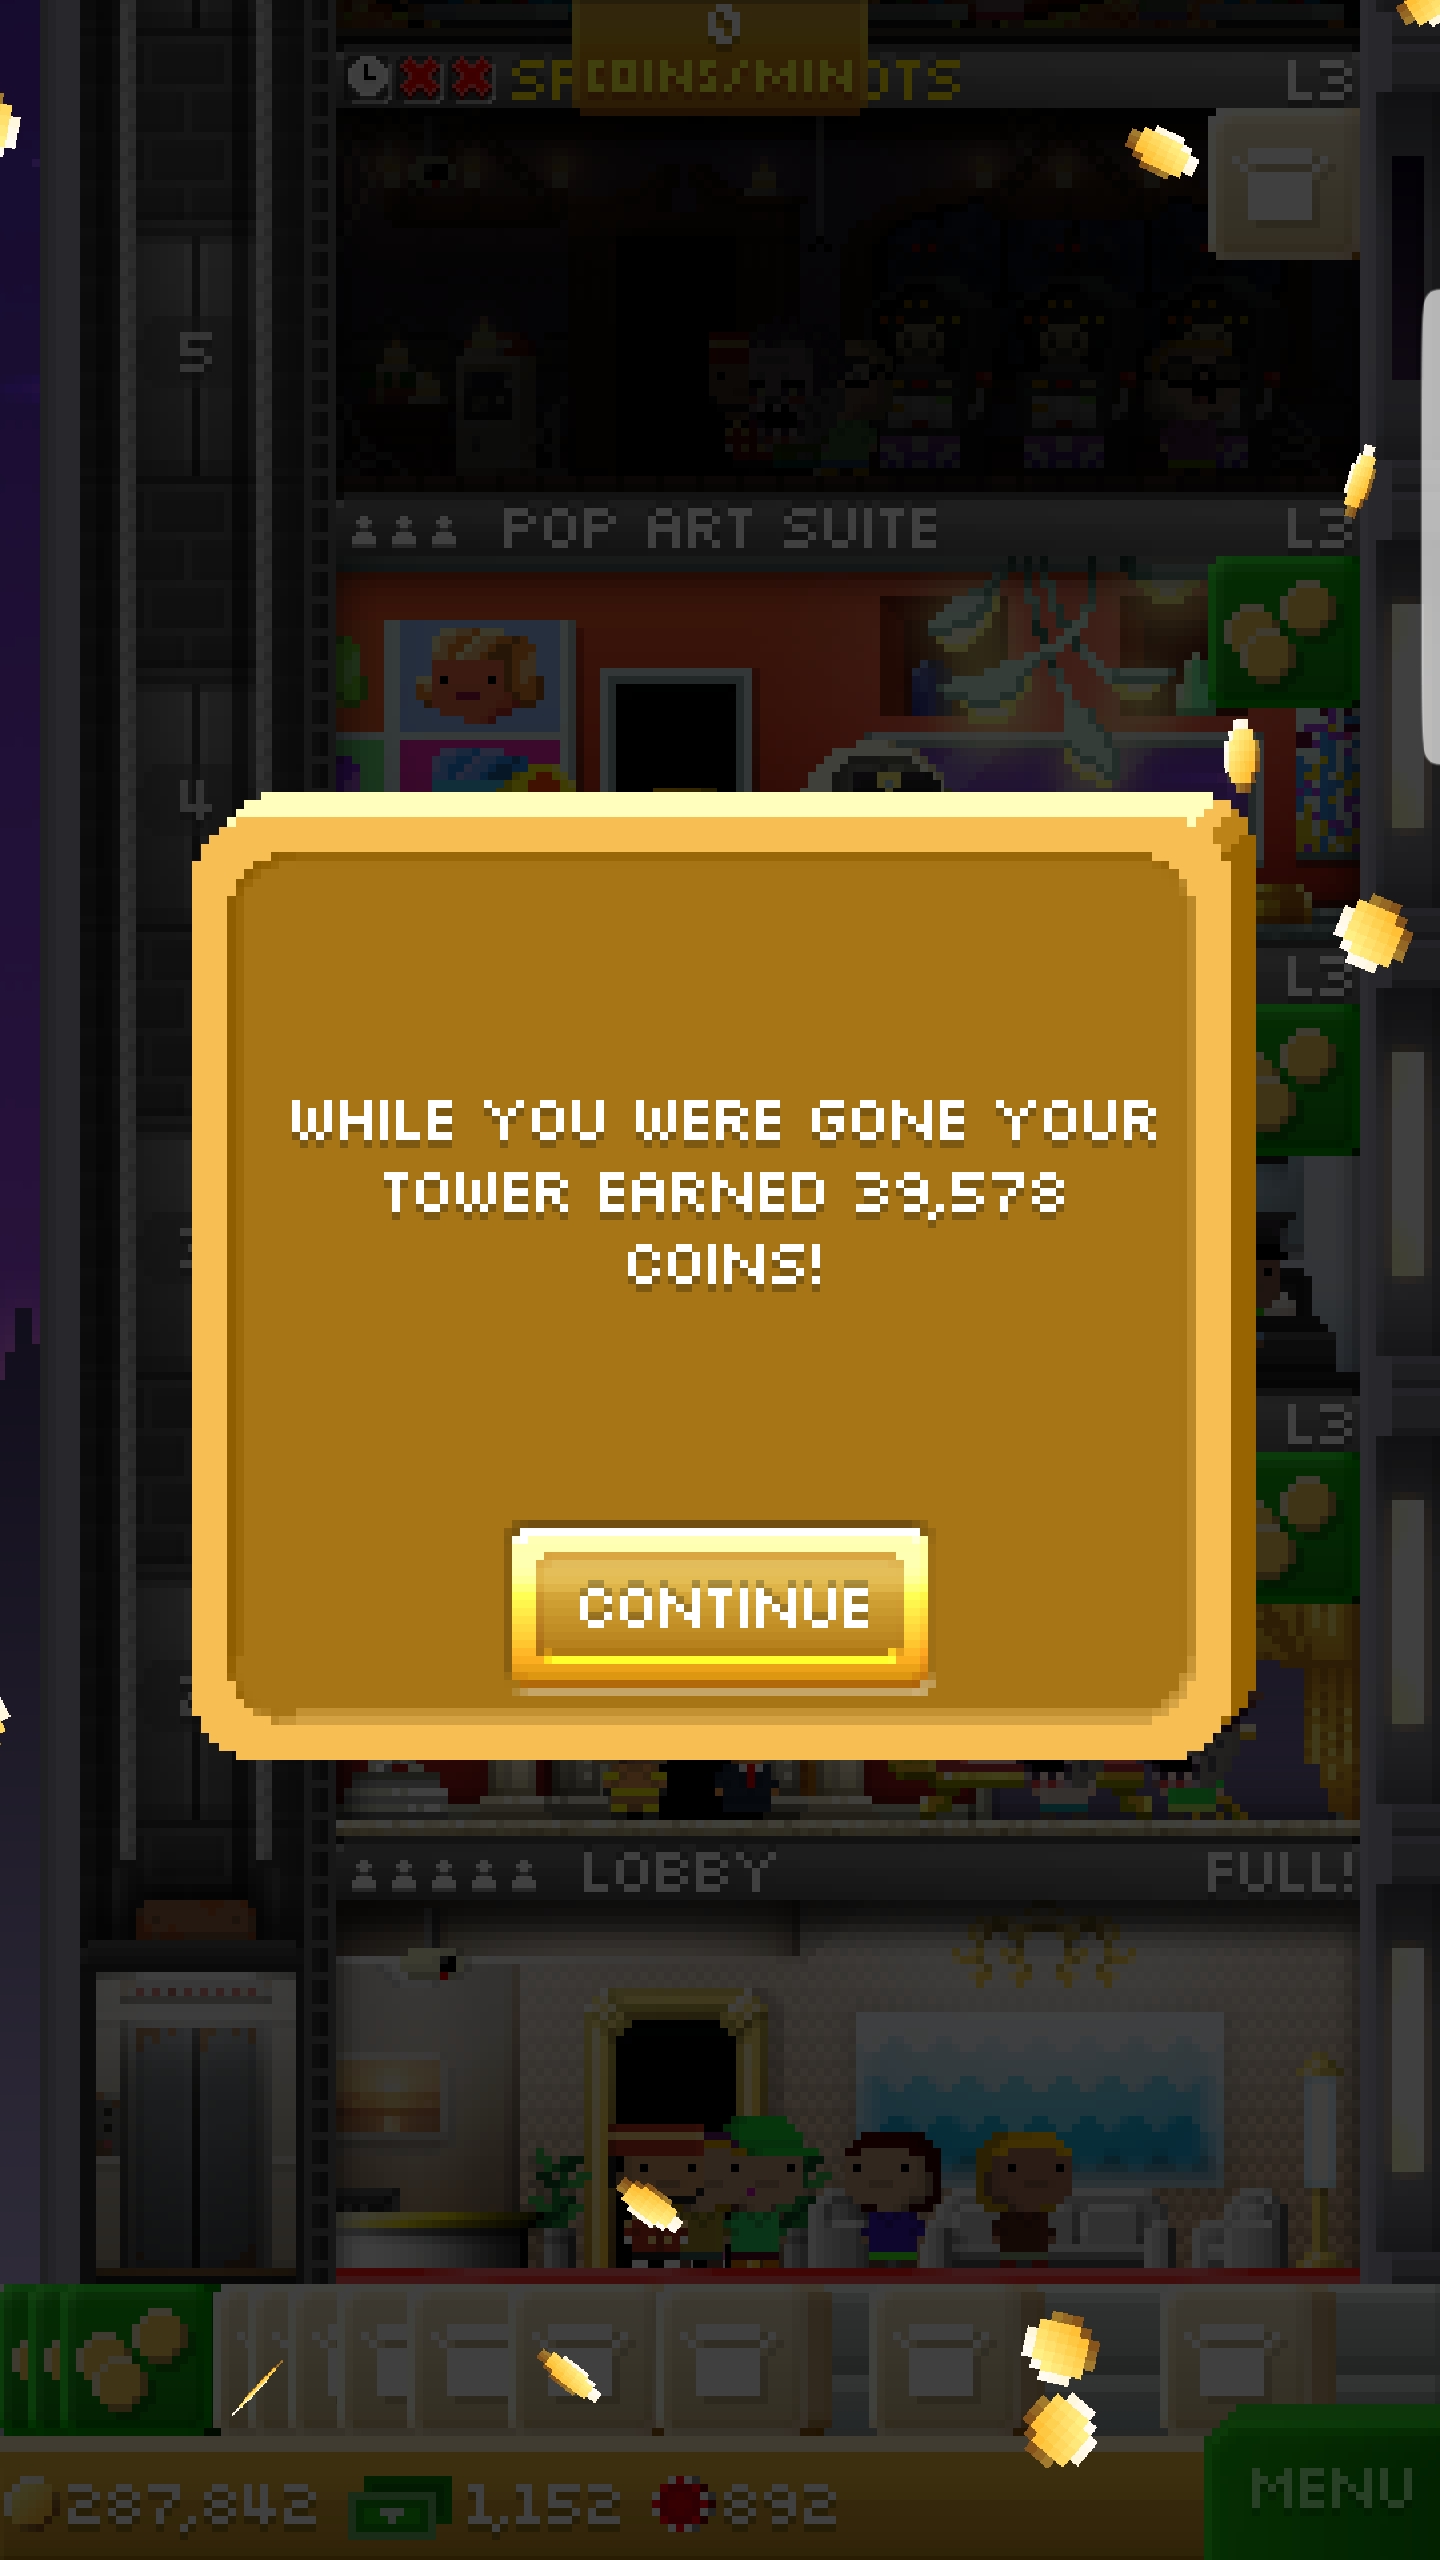 0
COINS/MIN
L3
5
POP ART SUITE
L3
4
L3
WHILE YOU WERE GONE YOUR
TOWER EARNED 39,578
COINS!
L3
CONTINUE
LOBBY
FULL!
287,842
1,152
892
MENU